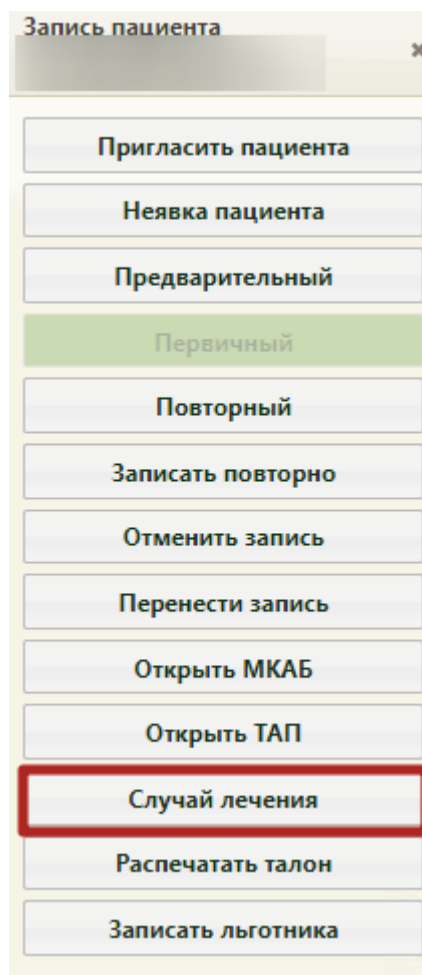 Запись пациента
Пригласить пациента
Неявка пациента
Предварительный
Первичный
Повторный
Записать повторно
Отменить запись
Перенести запись
Открыть МКАБ
Открыть ТАП
Случай лечения
Распечатать талон
Записать льготника